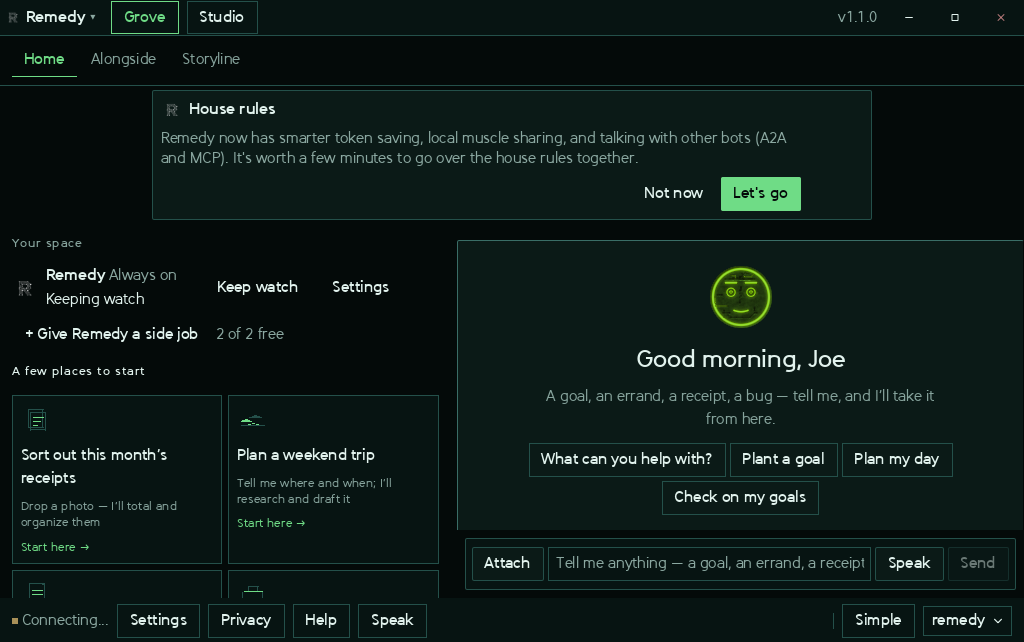 Remedy
Grove
Studio
v1.1.0
Home
Alongside
Storyline
House rules
Remedy now has smarter token saving, local muscle sharing, and talking with other bots (A2A
and MCP). It's worth a few minutes to go over the house rules together.
Not now
Let's go
Your space
Remedy Always on
Keeping watch
Keep watch
Settings
+ Give Remedy a side job
2 of 2 free
A few places to start
Sort out this month's
receipts
Drop a photo — I'll total and
organize them
Start here →
Plan a weekend trip
Tell me where and when; I'll
research and draft it
Start here →
Good morning, Joe
A goal, an errand, a receipt, a bug — tell me, and I'll take it
from here.
What can you help with?
Plant a goal
Plan my day
Check on my goals
Attach
Tell me anything — a goal, an errand, a receipt
Speak
Send
Connecting...
Settings
Privacy
Help
Speak
Simple
remedy